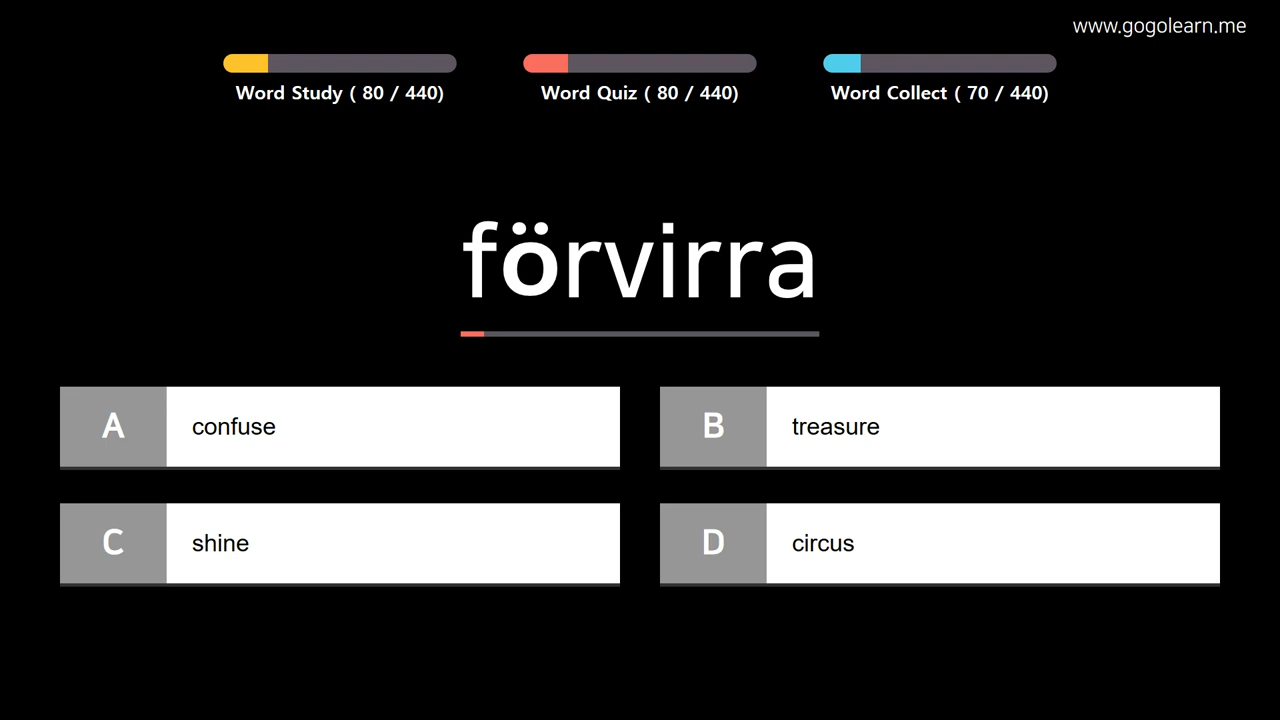 www.gogolearn.me
Word Study ( 80 / 440)
Word Quiz ( 80 / 440)
Word Collect ( 70 / 440)
förvirra
A confuse
B treasure
C shine
D circus